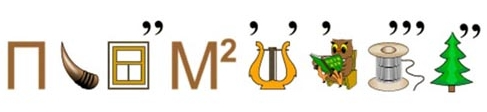 П ,, М² , , , ,,, ,,